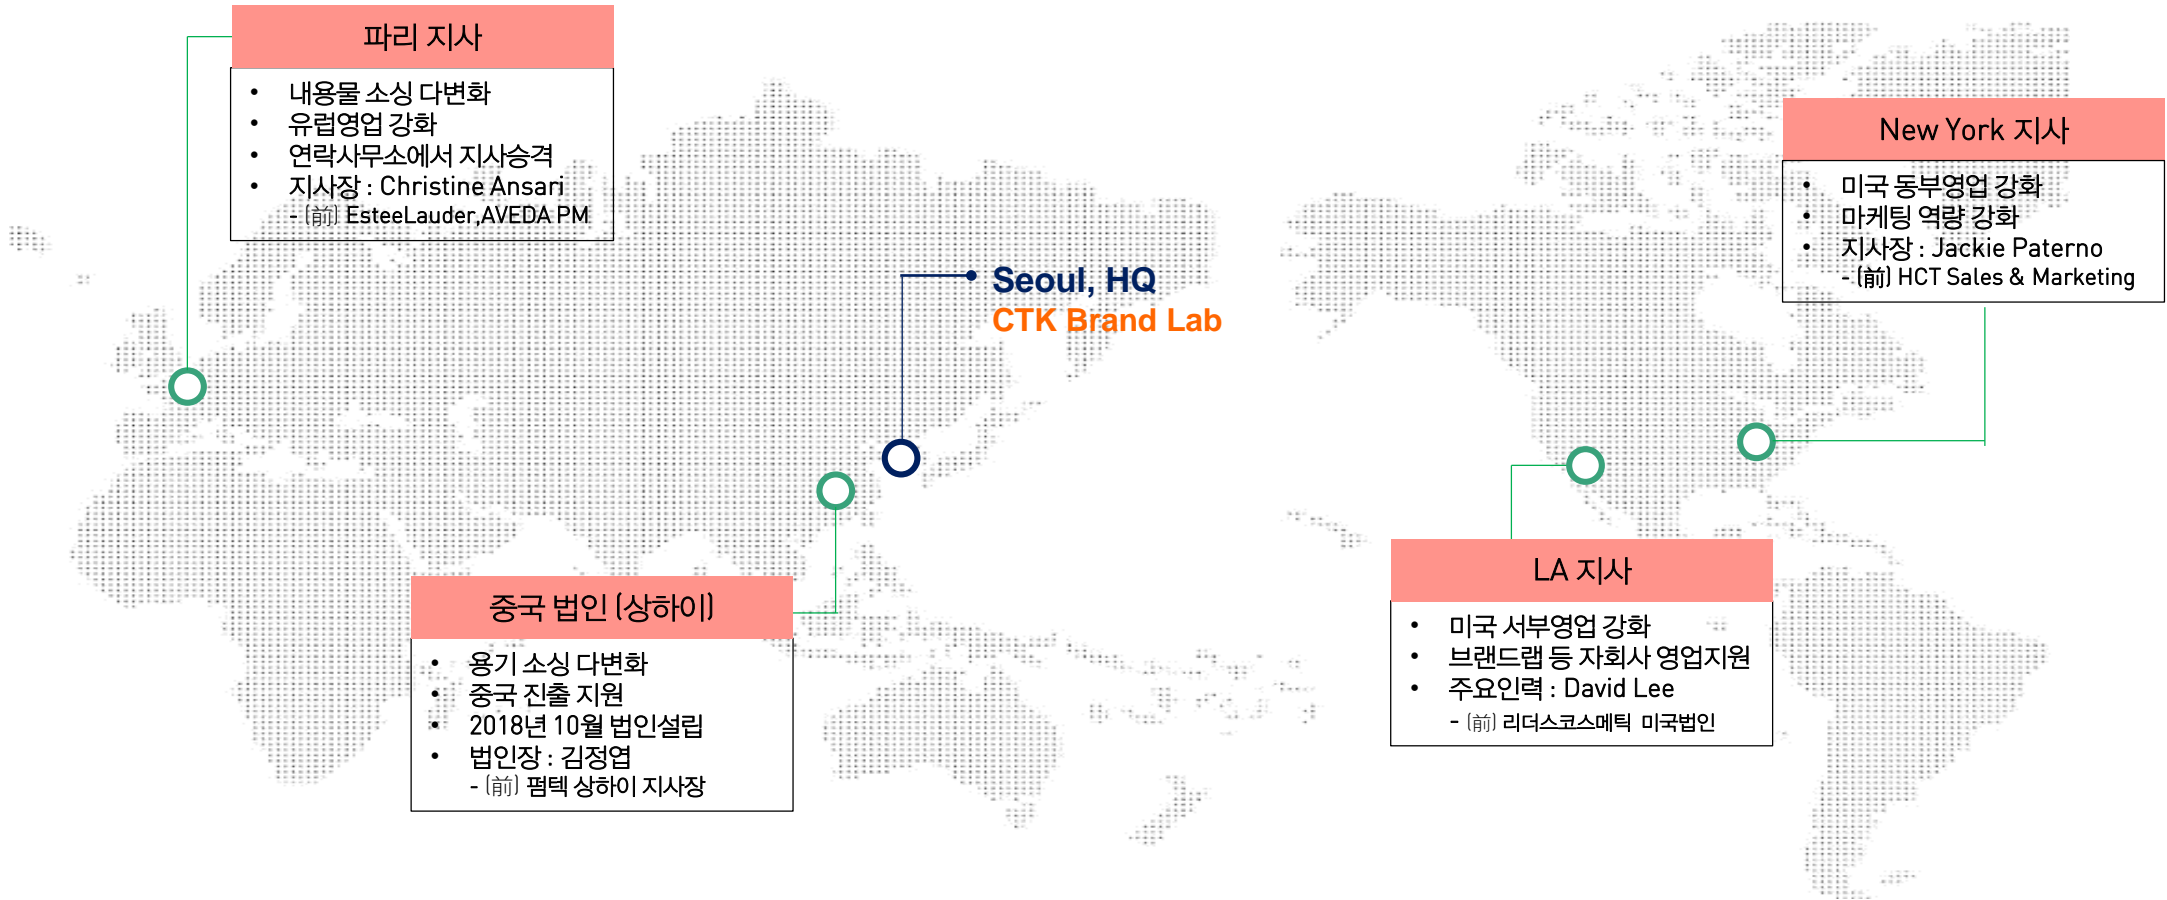 파리 지사
• 내용물 소싱 다변화
• 유럽영업 강화
• 연락사무소에서 지사승격
• 지사장 : Christine Ansari
- (前) EsteeLauder,AVEDA PM
New York 지사
• 미국 동부영업 강화
• 마케팅 역량 강화
• 지사장 : Jackie Paterno
- (前) HCT Sales & Marketing
Seoul, HQ
CTK Brand Lab
중국 법인 (상하이)
• 용기 소싱 다변화
• 중국 진출 지원
• 2018년 10월 법인설립
• 법인장 : 김정엽
- (前) 펌텍 상하이 지사장
LA 지사
• 미국 서부영업 강화
• 브랜드랩 등 자회사 영업지원
• 주요인력 : David Lee
- (前) 리더스코스메틱 미국법인